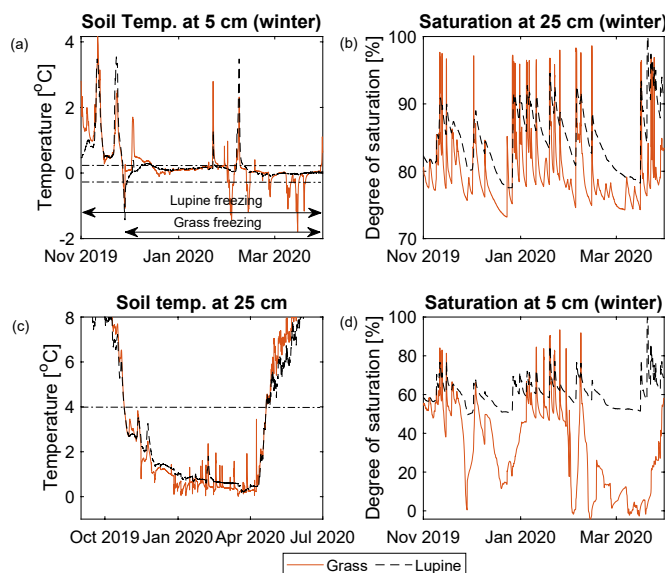 Soil Temp. at 5 cm (winter)
(a)
4
2
0
-2
Temperature [°C]
Lupine freezing
Grass freezing
Nov 2019 Jan 2020 Mar 2020
Saturation at 25 cm (winter)
(b)
100
90
80
70
Degree of saturation [%]
Nov 2019 Jan 2020 Mar 2020
Soil temp. at 25 cm
(c)
8
6
4
2
0
Temperature [°C]
Oct 2019 Jan 2020 Apr 2020 Jul 2020
Saturation at 5 cm (winter)
(d)
100
80
60
40
20
0
Degree of saturation [%]
Nov 2019 Jan 2020 Mar 2020
Grass Lupine